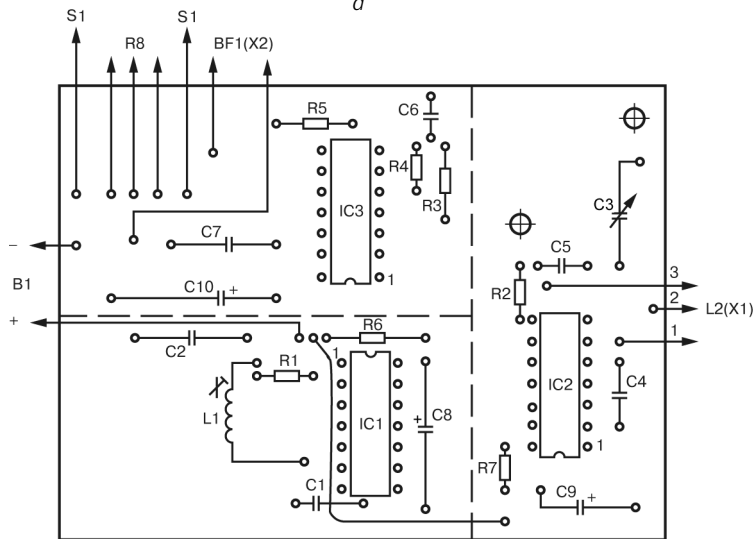 a
S1
R8
S1
BF1(X2)
R5
C6
R4
R3
IC3
C3
C7
C5
–
3
B1
C10
+
1
R2
2
L2(X1)
+
R6
1
C2
R1
1
IC2
C4
L1
IC1
+
C8
1
R7
C1
C9
+